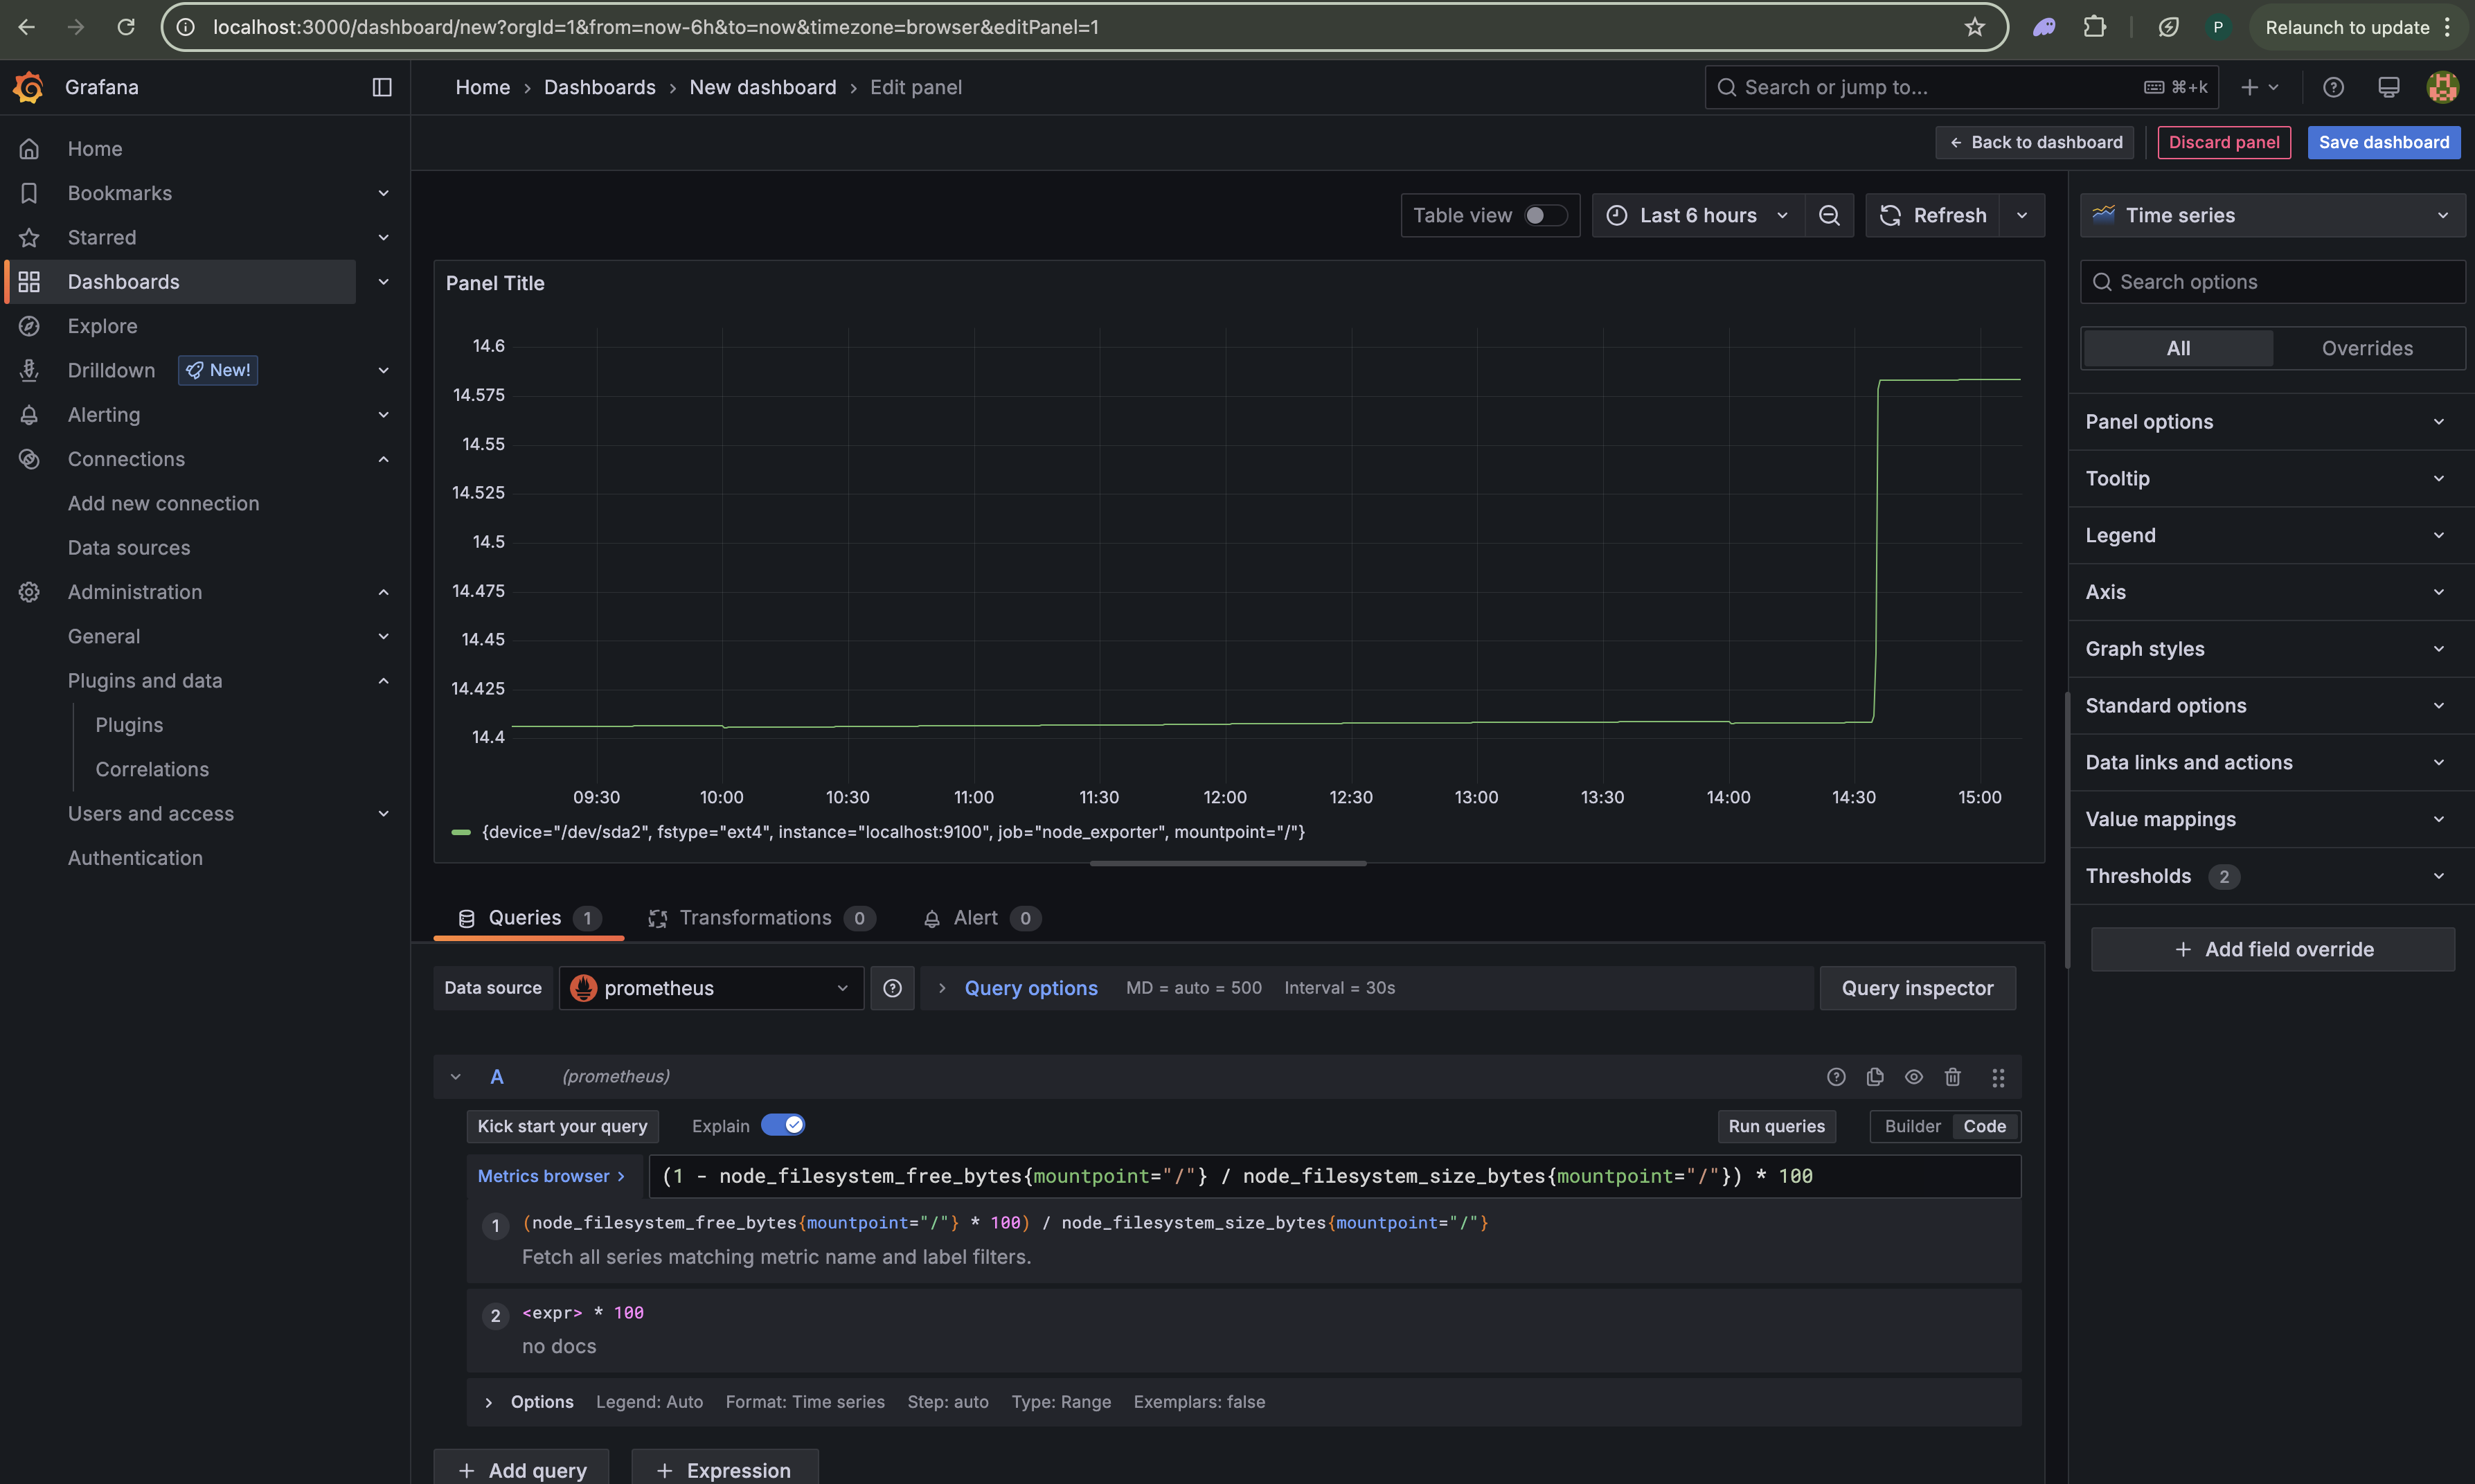 localhost:3000/dashboard/new?orgId=1&from=now-6h&to=now&timezone=browser&editPanel=1
P
Relaunch to update
Grafana
Home › Dashboards › New dashboard › Edit panel
Search or jump to...
⌘+k
Back to dashboard
Discard panel
Save dashboard
Home
Bookmarks
Starred
Dashboards
Explore
Drilldown
New!
Alerting
Connections
Add new connection
Data sources
Administration
General
Plugins and data
Plugins
Correlations
Users and access
Authentication
Table view
Last 6 hours
Refresh
Panel Title
14.6
14.575
14.55
14.525
14.5
14.475
14.45
14.425
14.4
09:30 10:00 10:30 11:00 11:30 12:00 12:30 13:00 13:30 14:00 14:30 15:00
{device="/dev/sda2", fstype="ext4", instance="localhost:9100", job="node_exporter", mountpoint="/"}
Queries 1
Transformations 0
Alert 0
Data source
prometheus
Query options
MD = auto = 500
Interval = 30s
Query inspector
A
(prometheus)
Kick start your query
Explain
Run queries
Builder
Code
Metrics browser >
(1 - node_filesystem_free_bytes{mountpoint="/"} / node_filesystem_size_bytes{mountpoint="/"}) * 100
1
(node_filesystem_free_bytes{mountpoint="/"} * 100) / node_filesystem_size_bytes{mountpoint="/"}
Fetch all series matching metric name and label filters.
2
<expr> * 100
no docs
Options
Legend: Auto
Format: Time series
Step: auto
Type: Range
Exemplars: false
+ Add query
+ Expression
Time series
Search options
All
Overrides
Panel options
Tooltip
Legend
Axis
Graph styles
Standard options
Data links and actions
Value mappings
Thresholds 2
+ Add field override